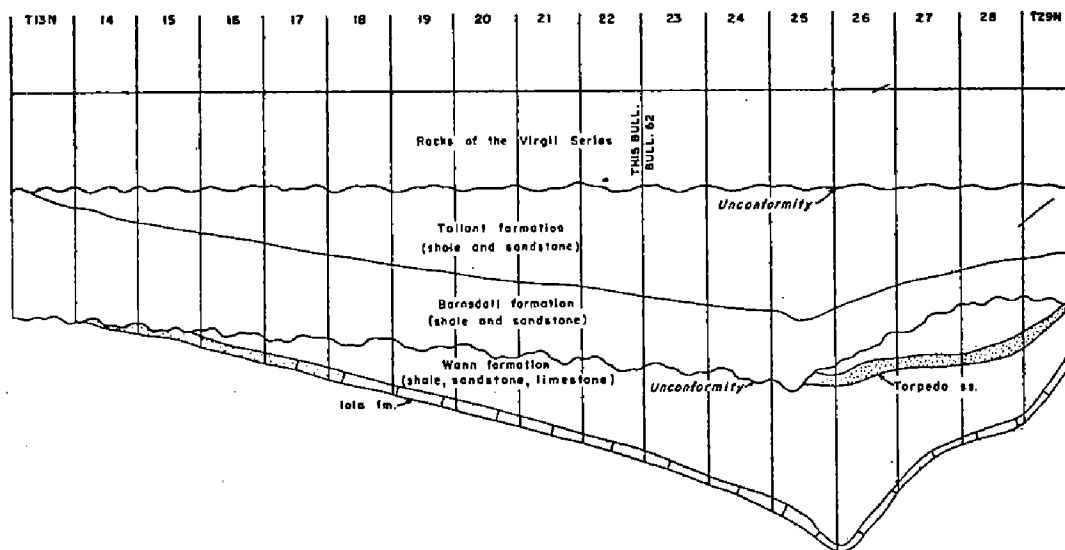 T13N 14 15 16 17 18 19 20 21 22 23 24 25 26 27 28 T29N
Rocks of the Virgil Series
THIS BULL.
BULL. 62
Unconformity
Tallant formation
(shale and sandstone)
Barnsdall formation
(shale and sandstone)
Wann formation
(shale, sandstone, limestone)
Unconformity
Torpedo ss.
Iola fm.